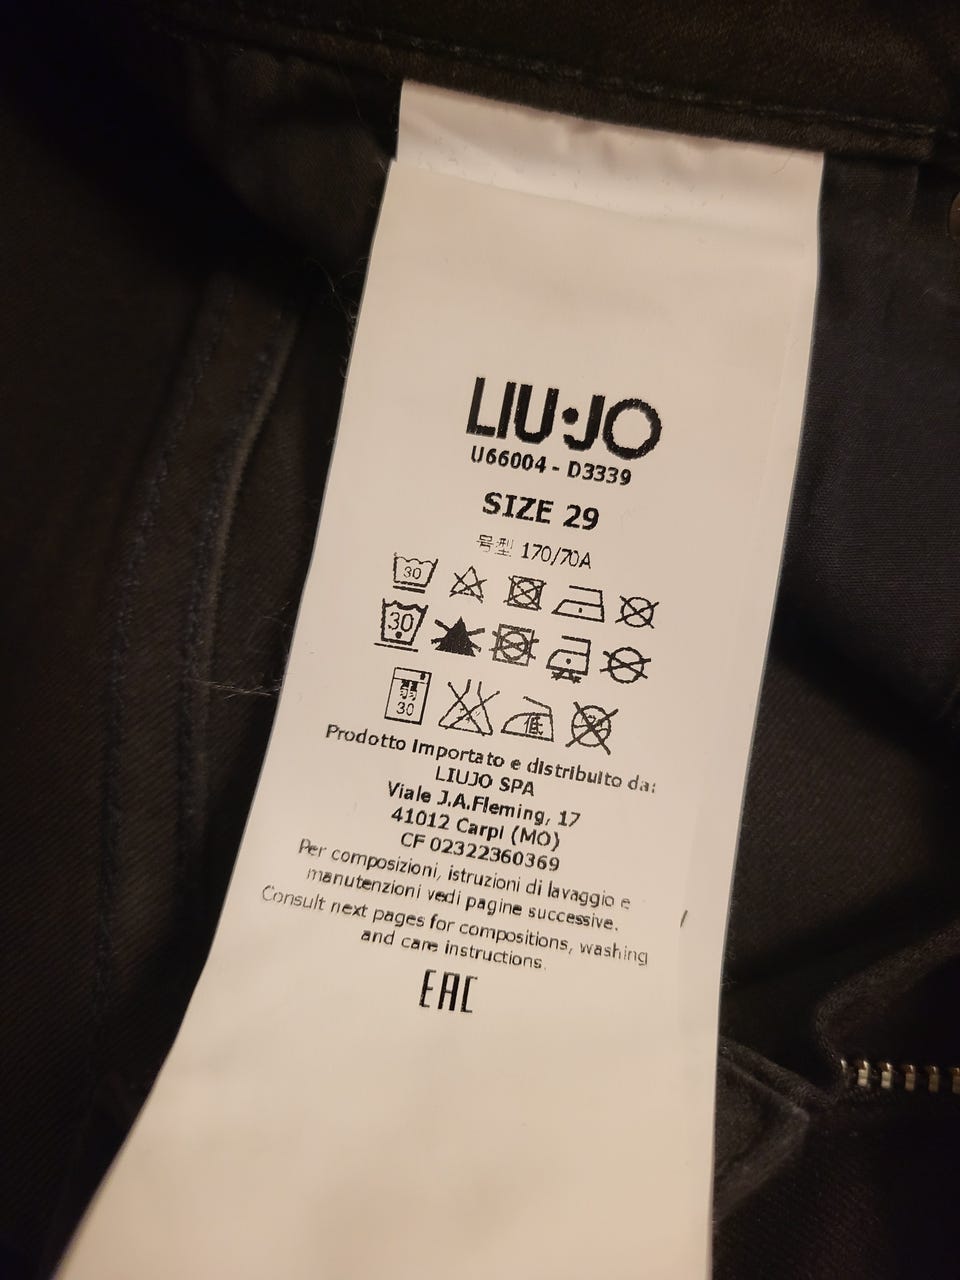 LIU·JO
U66004 - D3339
SIZE 29
号型 170/70A
30
30
弱
30
低
Prodotto importato e distribuito da:
LIUJO SPA
Viale J.A.Fleming, 17
41012 Carpi (MO)
CF 02322360369
Per composizioni, istruzioni di lavaggio e
manutenzioni vedi pagine successive.
Consult next pages for compositions, washing
and care instructions.
EAC